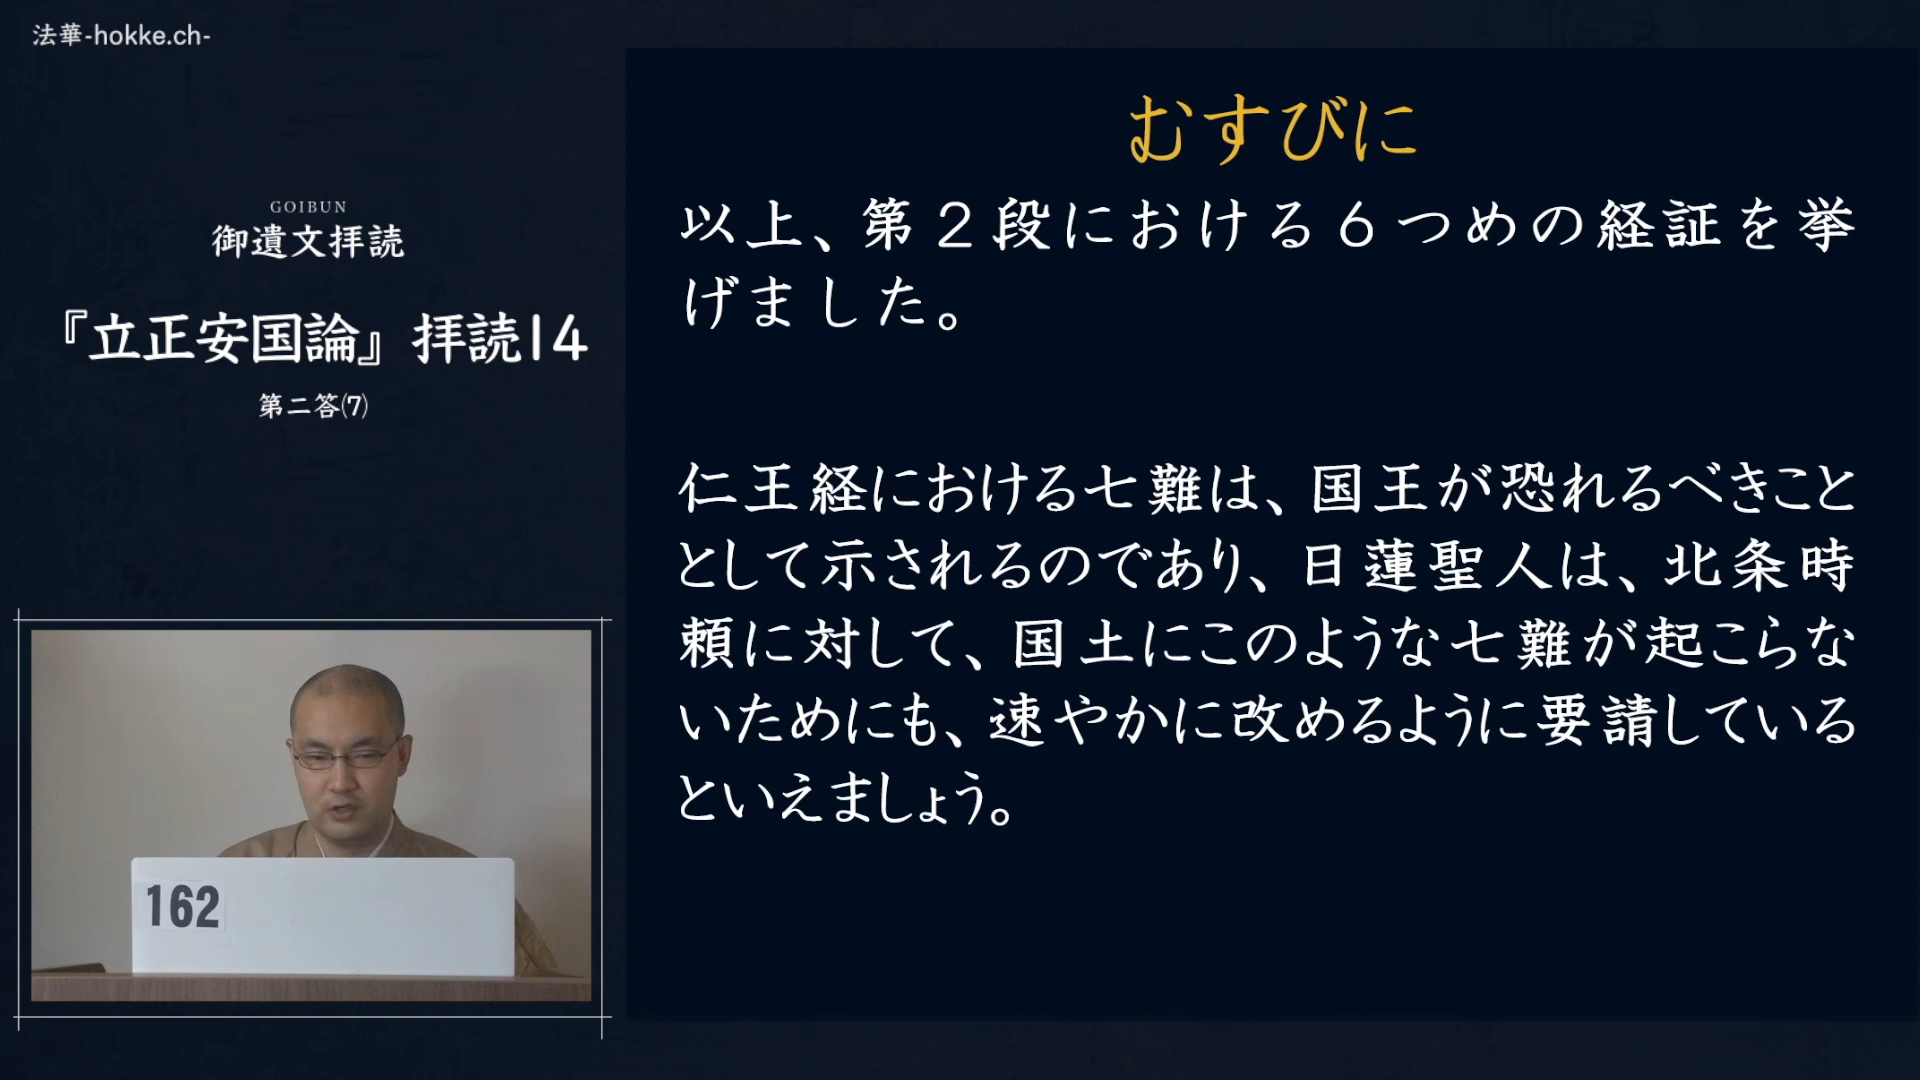 法華-hokke.ch-
GOIBUN
御遺文拝読
『立正安国論』拝読14
第二答(7)
162
むすびに
以上、第２段における６つめの経証を挙
げました。
仁王経における七難は、国王が恐れるべきこと
として示されるのであり、日蓮聖人は、北条時
頼に対して、国土にこのような七難が起こらな
いためにも、速やかに改めるように要請している
といえましょう。